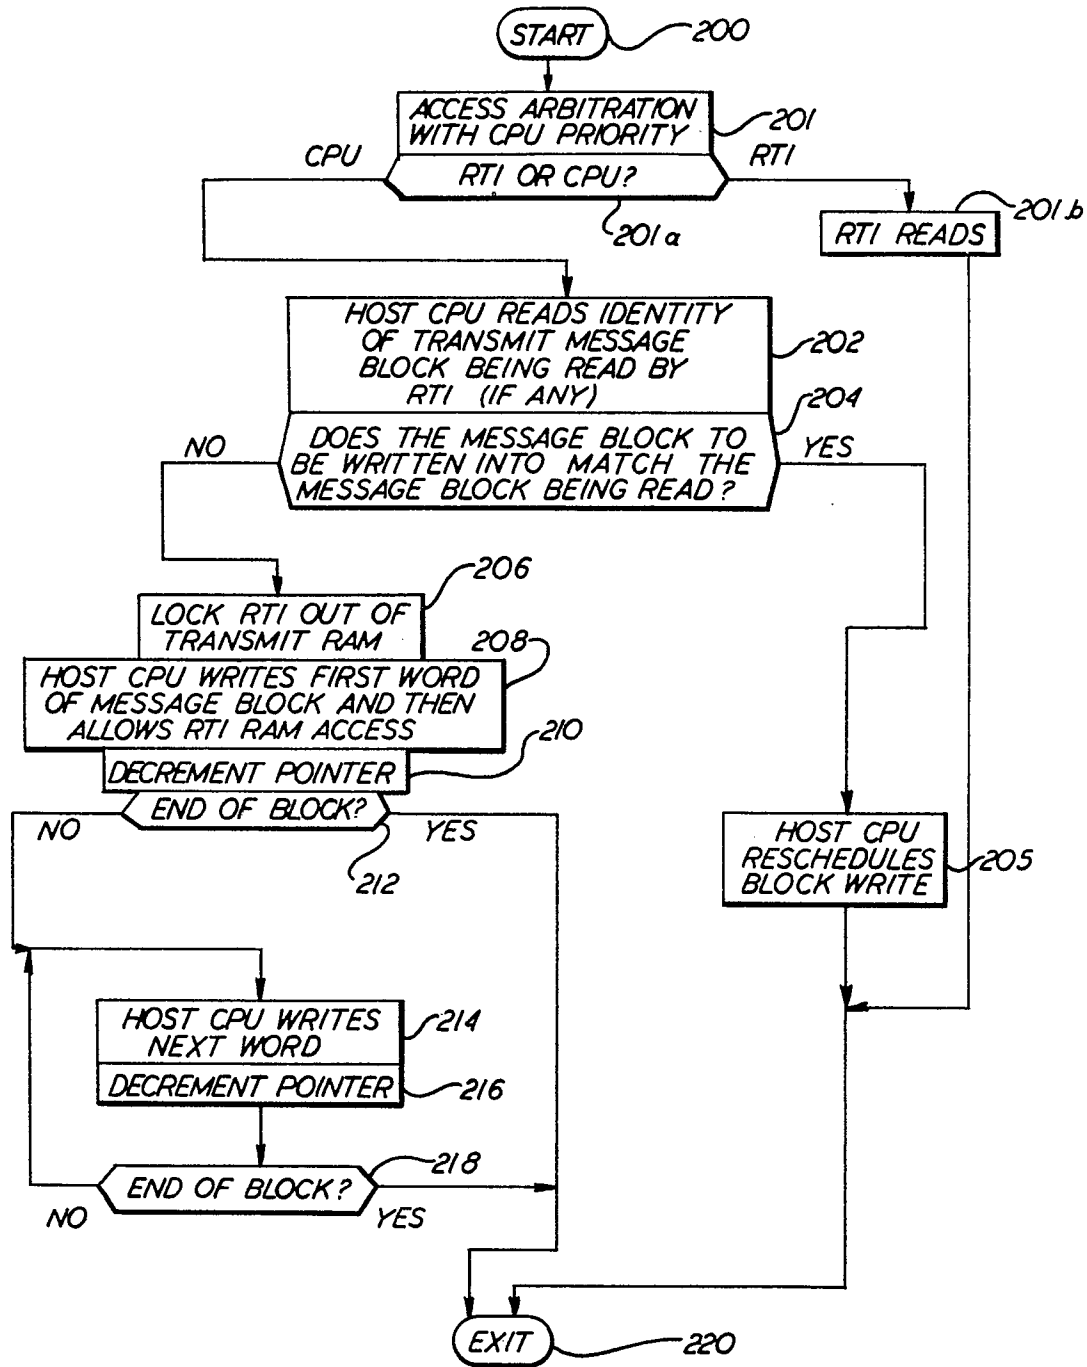 START
200
ACCESS ARBITRATION
WITH CPU PRIORITY
201
CPU
RTI OR CPU?
RTI
201a
201b
RTI READS
HOST CPU READS IDENTITY
OF TRANSMIT MESSAGE
BLOCK BEING READ BY
RTI (IF ANY)
202
204
NO
DOES THE MESSAGE BLOCK TO
BE WRITTEN INTO MATCH THE
MESSAGE BLOCK BEING READ?
YES
206
LOCK RTI OUT OF
TRANSMIT RAM
208
HOST CPU WRITES FIRST WORD
OF MESSAGE BLOCK AND THEN
ALLOWS RTI RAM ACCESS
210
DECREMENT POINTER
END OF BLOCK?
NO
YES
212
HOST CPU
RESCHEDULES
BLOCK WRITE
205
HOST CPU WRITES
NEXT WORD
214
DECREMENT POINTER
216
218
END OF BLOCK?
NO
YES
EXIT
220